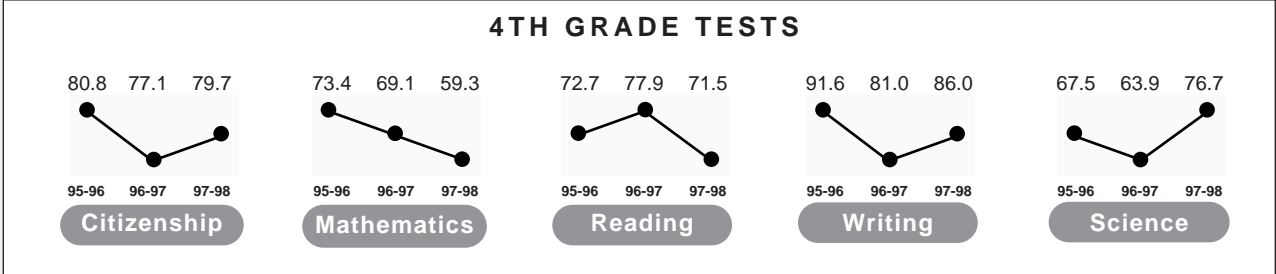 4TH GRADE TESTS
80.8 77.1 79.7
95-96 96-97 97-98
Citizenship
73.4 69.1 59.3
95-96 96-97 97-98
Mathematics
72.7 77.9 71.5
95-96 96-97 97-98
Reading
91.6 81.0 86.0
95-96 96-97 97-98
Writing
67.5 63.9 76.7
95-96 96-97 97-98
Science